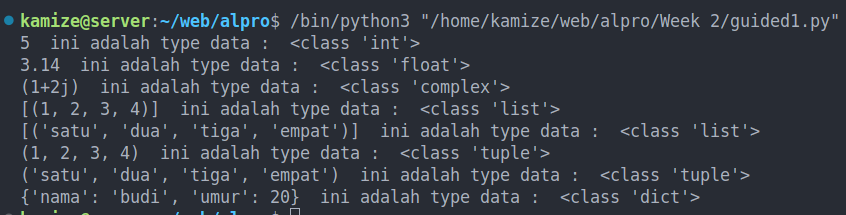 kamize@server:~/web/alpro$ /bin/python3 "/home/kamize/web/alpro/Week 2/guided1.py"
5  ini adalah type data :  <class 'int'>
3.14  ini adalah type data :  <class 'float'>
(1+2j)  ini adalah type data :  <class 'complex'>
[(1, 2, 3, 4)]  ini adalah type data :  <class 'list'>
[('satu', 'dua', 'tiga', 'empat')]  ini adalah type data :  <class 'list'>
(1, 2, 3, 4)  ini adalah type data :  <class 'tuple'>
('satu', 'dua', 'tiga', 'empat')  ini adalah type data :  <class 'tuple'>
{'nama': 'budi', 'umur': 20}  ini adalah type data :  <class 'dict'>
kamize@server:~/web/alpro$